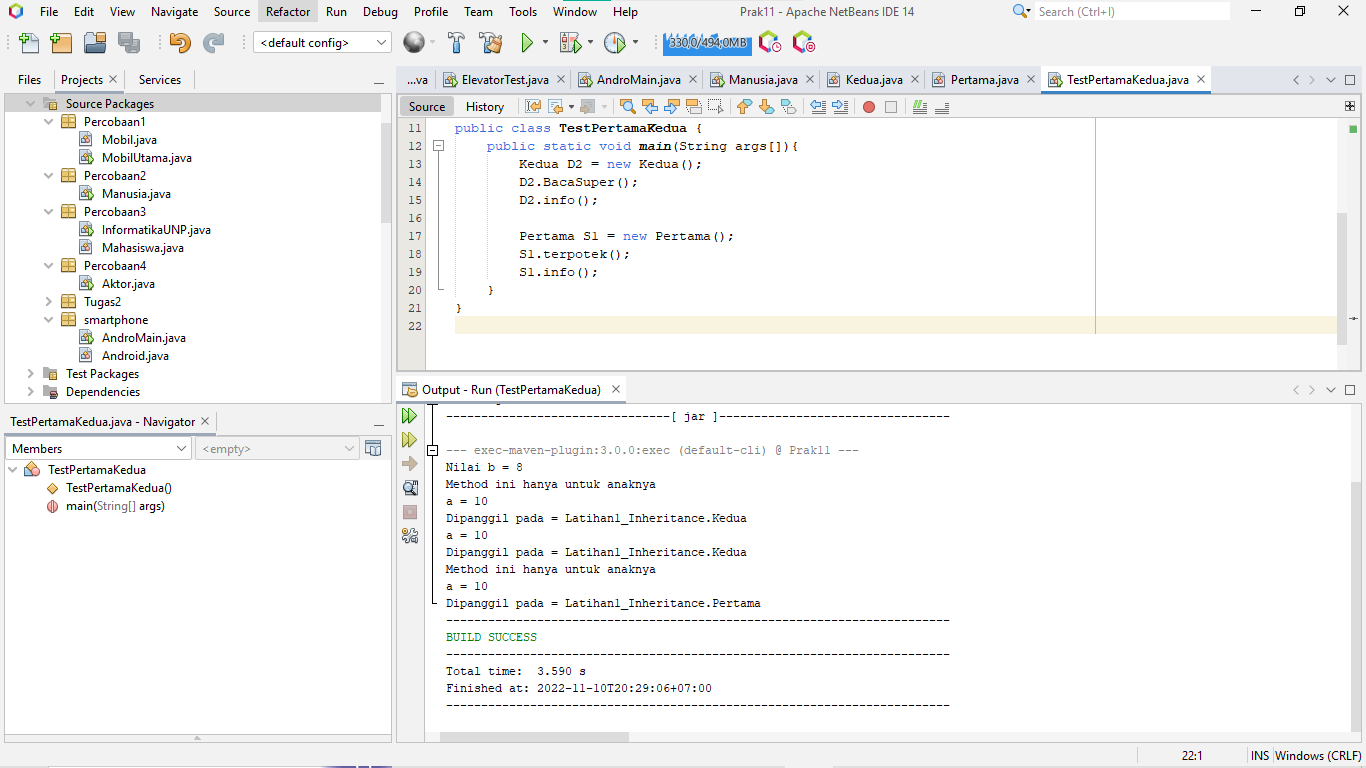 File Edit View Navigate Source Refactor Run Debug Profile Team Tools Window Help
Prak11 - Apache NetBeans IDE 14
Search (Ctrl+I)
<default config>
330,0/494,0MB
Files Projects Services
Source Packages
Percobaan1
Mobil.java
MobilUtama.java
Percobaan2
Manusia.java
Percobaan3
InformatikaUNP.java
Mahasiswa.java
Percobaan4
Aktor.java
Tugas2
smartphone
AndroMain.java
Android.java
Test Packages
Dependencies
TestPertamaKedua.java - Navigator
Members
<empty>
TestPertamaKedua
TestPertamaKedua()
main(String[] args)
...va ElevatorTest.java AndroMain.java Manusia.java Kedua.java Pertama.java TestPertamaKedua.java
Source History
11 public class TestPertamaKedua {
12 public static void main(String args[]){
13 Kedua D2 = new Kedua();
14 D2.BacaSuper();
15 D2.info();
16
17 Pertama S1 = new Pertama();
18 S1.terpotek();
19 S1.info();
20 }
21 }
22
Output - Run (TestPertamaKedua)
--------------------------------[ jar ]---------------------------------
--- exec-maven-plugin:3.0.0:exec (default-cli) @ Prak11 ---
Nilai b = 8
Method ini hanya untuk anaknya
a = 10
Dipanggil pada = Latihan1_Inheritance.Kedua
a = 10
Dipanggil pada = Latihan1_Inheritance.Kedua
Method ini hanya untuk anaknya
a = 10
Dipanggil pada = Latihan1_Inheritance.Pertama
------------------------------------------------------------------------
BUILD SUCCESS
------------------------------------------------------------------------
Total time:  3.590 s
Finished at: 2022-11-10T20:29:06+07:00
------------------------------------------------------------------------
22:1 INS Windows (CRLF)